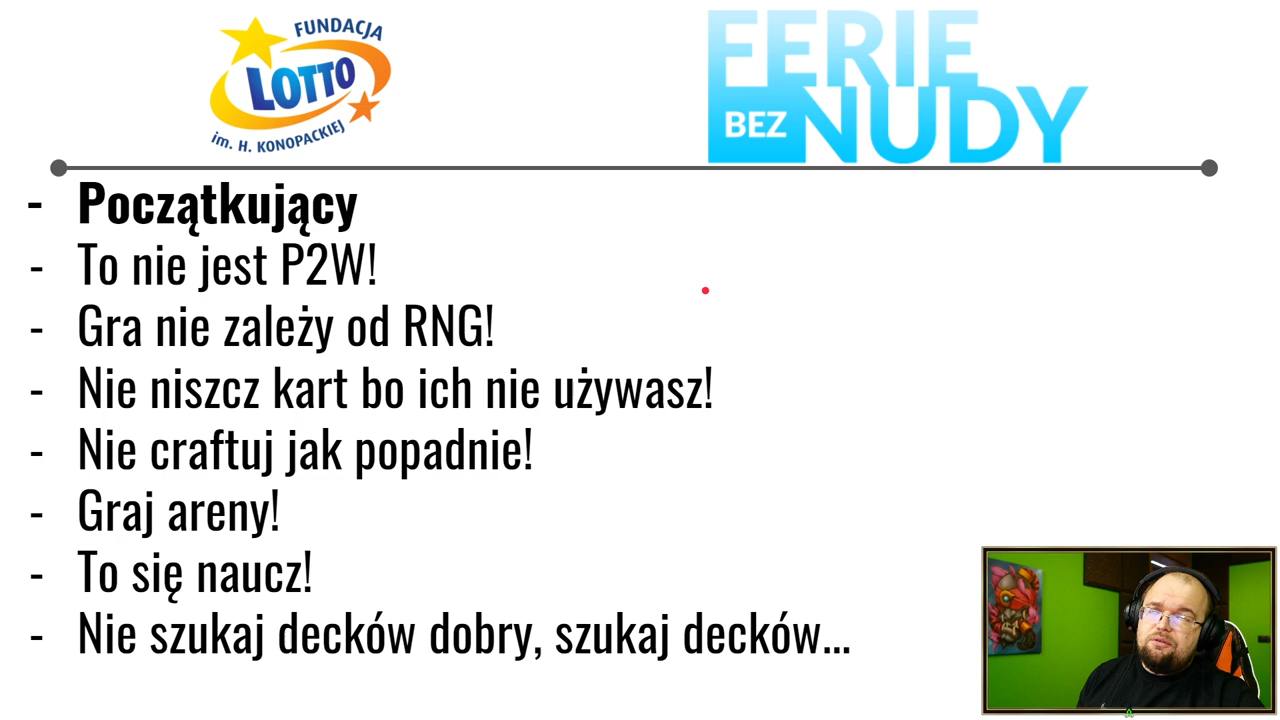 FUNDACJA
LOTTO
im. H. KONOPACKIEJ
FERIE
BEZ NUDY
- Początkujący
- To nie jest P2W!
- Gra nie zależy od RNG!
- Nie niszcz kart bo ich nie używasz!
- Nie craftuj jak popadnie!
- Graj areny!
- To się naucz!
- Nie szukaj decków dobry, szukaj decków...